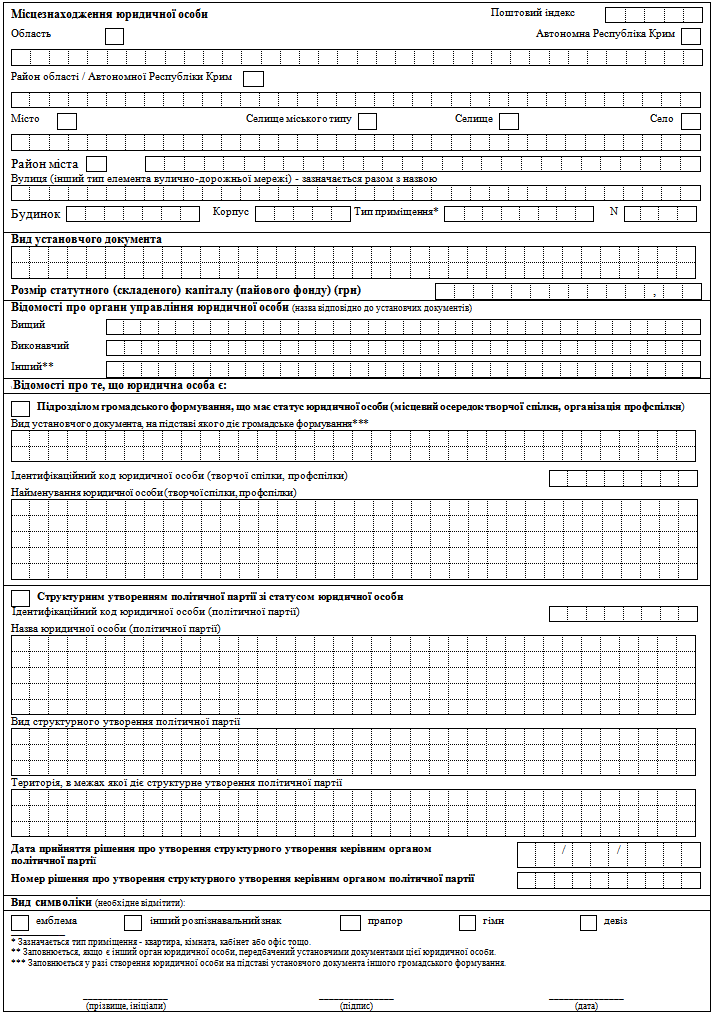 Місцезнаходження юридичної особи Поштовий індекс
Область Автономна Республіка Крим
Район області / Автономної Республіки Крим
Місто Селище міського типу Селище Село
Район міста
Вулиця (інший тип елемента вулично-дорожньої мережі) - зазначається разом з назвою
Будинок Корпус Тип приміщення* N
Вид установчого документа
Розмір статутного (складеного) капіталу (пайового фонду) (грн) ,
Відомості про органи управління юридичної особи (назва відповідно до установчих документів)
Вищий
Виконавчий
Інший**
Відомості про те, що юридична особа є:
Підрозділом громадського формування, що має статус юридичної особи (місцевий осередок творчої спілки, організація профспілки)
Вид установчого документа, на підставі якого діє громадське формування***
Ідентифікаційний код юридичної особи (творчої спілки, профспілки)
Найменування юридичної особи (творчої спілки, профспілки)
Структурним утворенням політичної партії зі статусом юридичної особи
Ідентифікаційний код юридичної особи (політичної партії)
Назва юридичної особи (політичної партії)
Вид структурного утворення політичної партії
Територія, в межах якої діє структурне утворення політичної партії
Дата прийняття рішення про утворення структурного утворення керівним органом / /
політичної партії
Номер рішення про утворення структурного утворення керівним органом політичної партії
Вид символіки (необхідне відмітити):
емблема інший розпізнавальний знак прапор гімн девіз
* Зазначається тип приміщення - квартира, кімната, кабінет або офіс тощо.
** Заповнюється, якщо є інший орган юридичної особи, передбачений установчими документами цієї юридичної особи.
*** Заповнюється у разі створення юридичної особи на підставі установчого документа іншого громадського формування.
(прізвище, ініціали) (підпис) (дата)